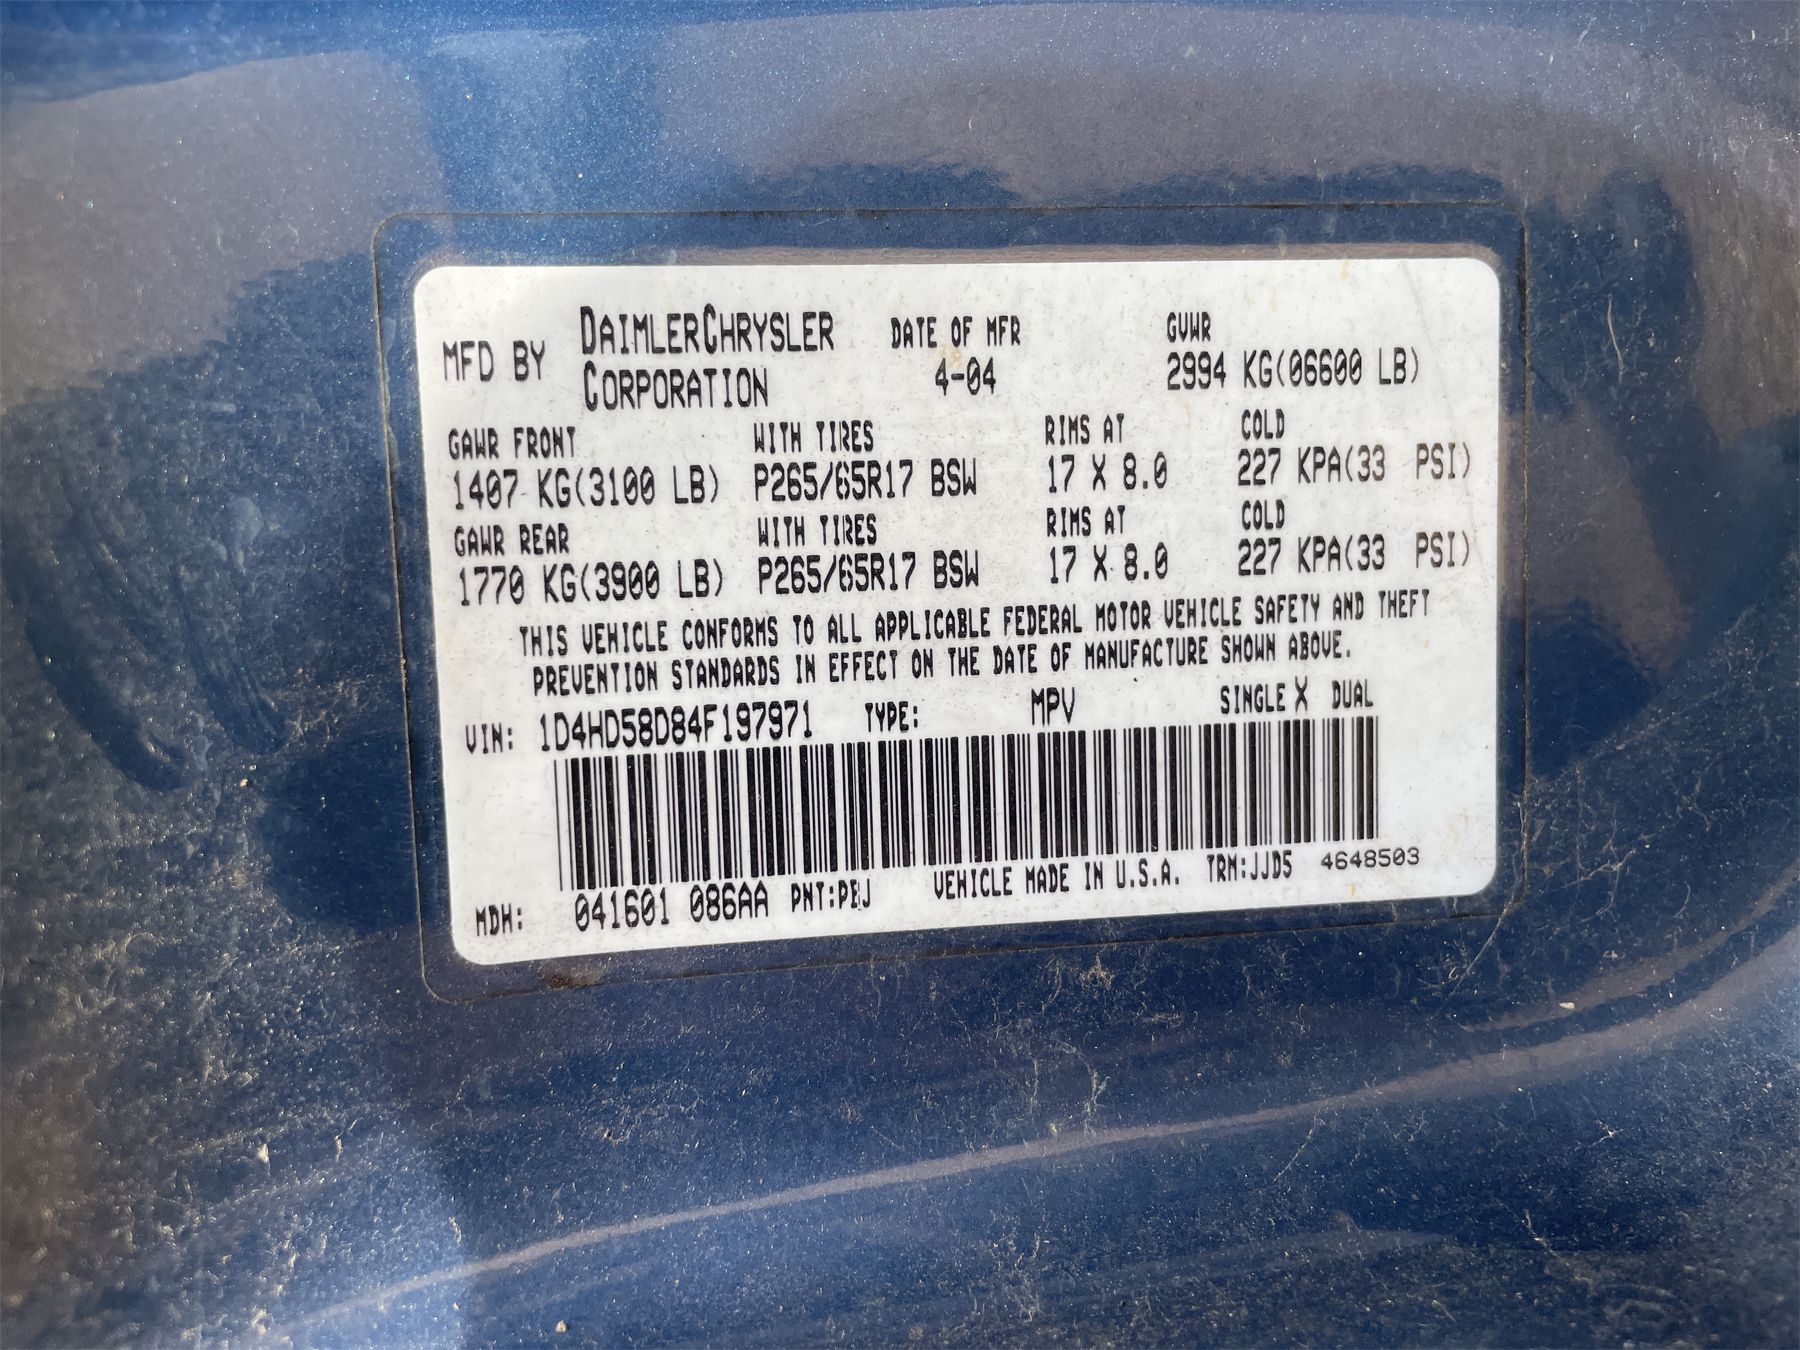 MFD BY DAIMLERCHRYSLER CORPORATION DATE OF MFR 4-04 GVWR 2994 KG(06600 LB)
GAWR FRONT WITH TIRES RIMS AT COLD
1407 KG(3100 LB) P265/65R17 BSW 17 X 8.0 227 KPA(33 PSI)
GAWR REAR WITH TIRES RIMS AT COLD
1770 KG(3900 LB) P265/65R17 BSW 17 X 8.0 227 KPA(33 PSI)
THIS VEHICLE CONFORMS TO ALL APPLICABLE FEDERAL MOTOR VEHICLE SAFETY AND THEFT
PREVENTION STANDARDS IN EFFECT ON THE DATE OF MANUFACTURE SHOWN ABOVE.
VIN: 1D4HD58D84F197971 TYPE: MPV SINGLE X DUAL
MDH: 041601 086AA PNT:PBJ VEHICLE MADE IN U.S.A. TRM:JJD5 4648503